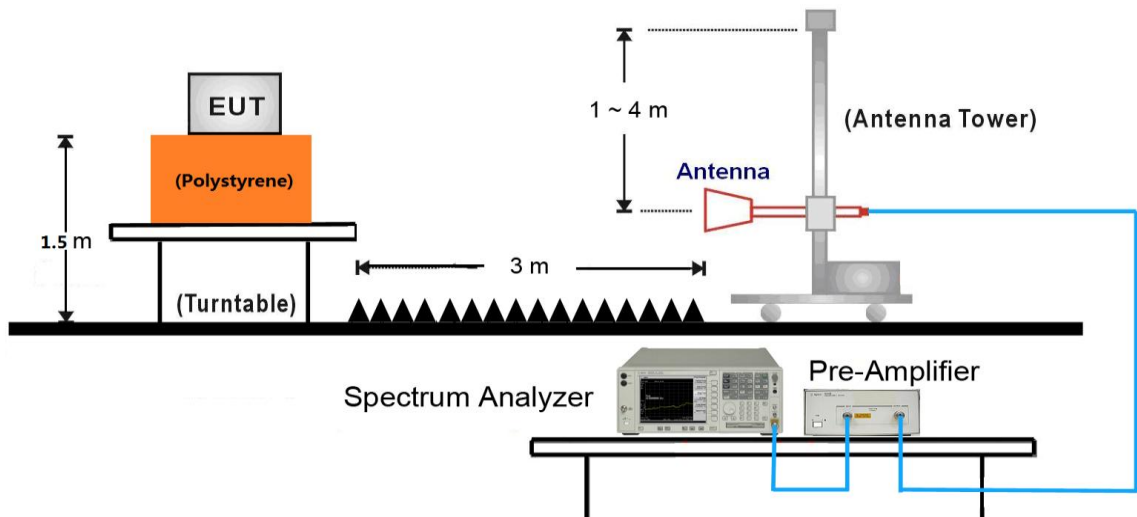 EUT
(Polystyrene)
1.5 m
(Turntable)
3 m
1 ~ 4 m
(Antenna Tower)
Antenna
Spectrum Analyzer
Pre-Amplifier